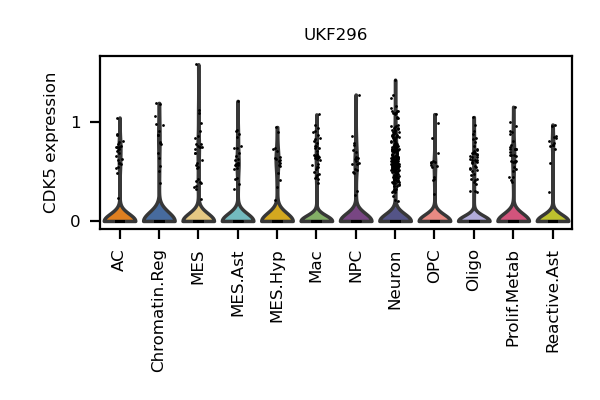 UKF296
CDK5 expression
1
0
AC
Chromatin.Reg
MES
MES.Ast
MES.Hyp
Mac
NPC
Neuron
OPC
Oligo
Prolif.Metab
Reactive.Ast